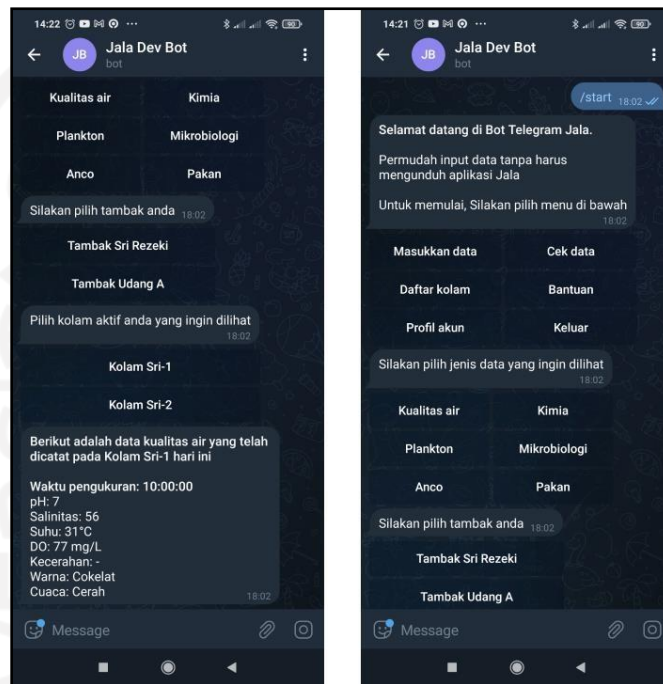 14:22
90
JB
Jala Dev Bot
bot
Kualitas air Kimia
Plankton Mikrobiologi
Anco Pakan
Silakan pilih tambak anda 18:02
Tambak Sri Rezeki
Tambak Udang A
Pilih kolam aktif anda yang ingin dilihat
18:02
Kolam Sri-1
Kolam Sri-2
Berikut adalah data kualitas air yang telah
dicatat pada Kolam Sri-1 hari ini
Waktu pengukuran: 10:00:00
pH: 7
Salinitas: 56
Suhu: 31°C
DO: 77 mg/L
Kecerahan: -
Warna: Cokelat
Cuaca: Cerah
18:02
Message
14:21
90
JB
Jala Dev Bot
bot
/start 18:02
Selamat datang di Bot Telegram Jala.
Permudah input data tanpa harus
mengunduh aplikasi Jala
Untuk memulai, Silakan pilih menu di bawah
18:02
Masukkan data Cek data
Daftar kolam Bantuan
Profil akun Keluar
Silakan pilih jenis data yang ingin dilihat
18:02
Kualitas air Kimia
Plankton Mikrobiologi
Anco Pakan
Silakan pilih tambak anda 18:02
Tambak Sri Rezeki
Tambak Udang A
Message